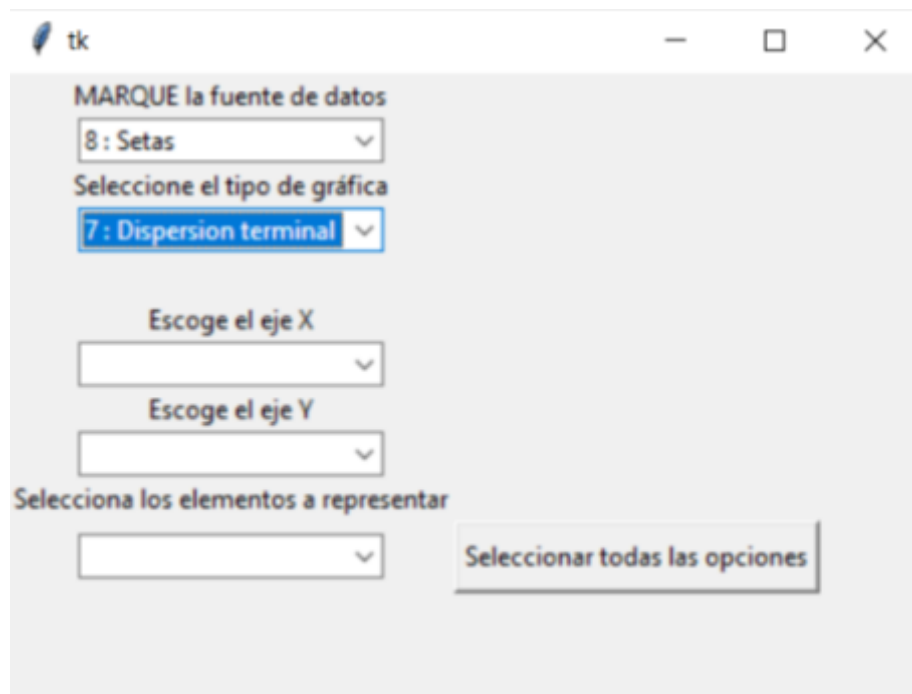 tk
MARQUE la fuente de datos
8 : Setas
Seleccione el tipo de gráfica
7 : Dispersion terminal
Escoge el eje X
Escoge el eje Y
Selecciona los elementos a representar
Seleccionar todas las opciones